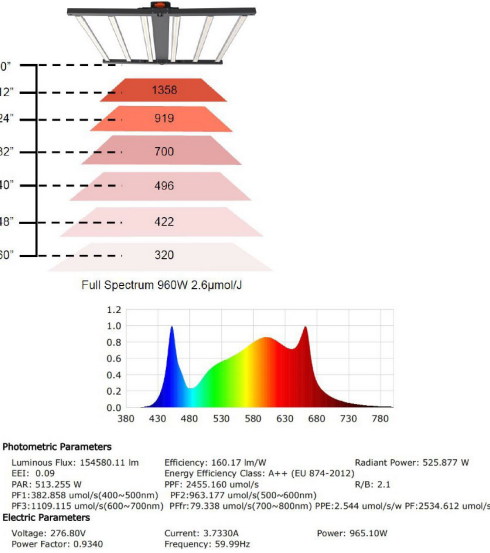 0"
12" 1358
24" 919
32" 700
40" 496
48" 422
60" 320
Full Spectrum 960W 2.6µmol/J
1.2
1.0
0.8
0.6
0.4
0.2
0.0
380 430 480 530 580 630 680 730 780
Photometric Parameters
Luminous Flux: 154580.11 lm Efficiency: 160.17 lm/W Radiant Power: 525.877 W
EEI: 0.09 Energy Efficiency Class: A++ (EU 874-2012)
PAR: 513.255 W PPF: 2455.160 umol/s R/B: 2.1
PF1:382.858 umol/s(400~500nm) PF2:963.177 umol/s(500~600nm)
PF3:1109.115 umol/s(600~700nm) PFfr:79.338 umol/s(700~800nm) PPE:2.544 umol/s/w PF:2534.612 umol/s
Electric Parameters
Voltage: 276.80V Current: 3.7330A Power: 965.10W
Power Factor: 0.9340 Frequency: 59.99Hz